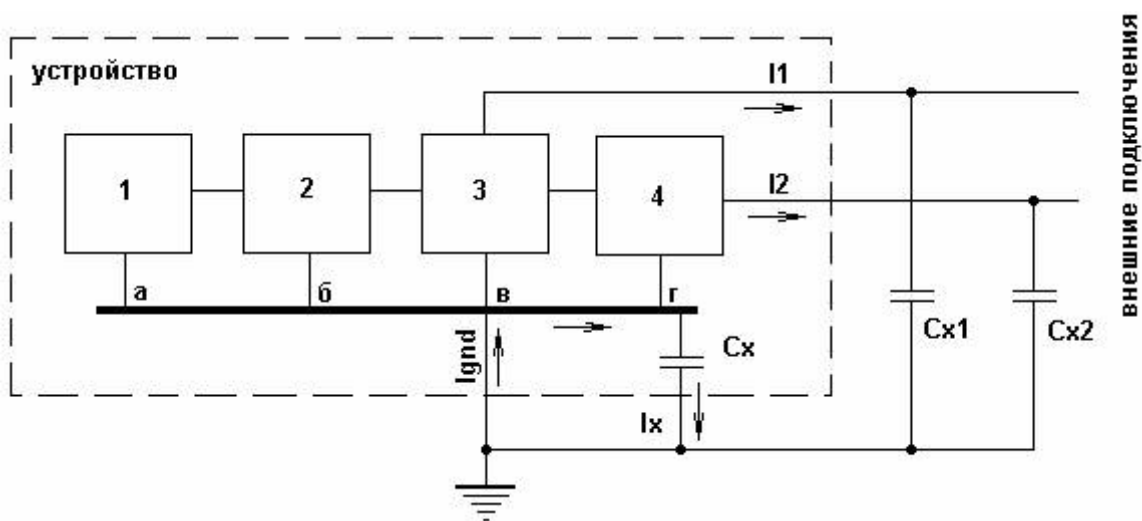 устройство
I1
I2
1
2
3
4
а
б
в
г
Ignd
Cx
Ix
Cx1
Cx2
внешние подключения